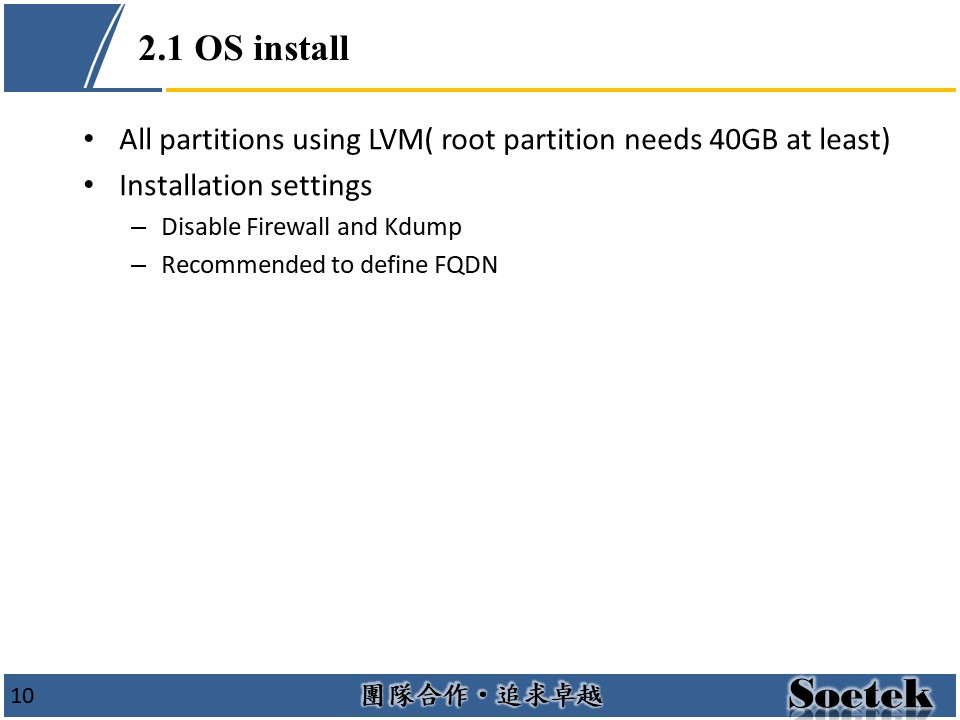 2.1 OS install
• All partitions using LVM( root partition needs 40GB at least)
• Installation settings
– Disable Firewall and Kdump
– Recommended to define FQDN
10
團隊合作・追求卓越
Soetek